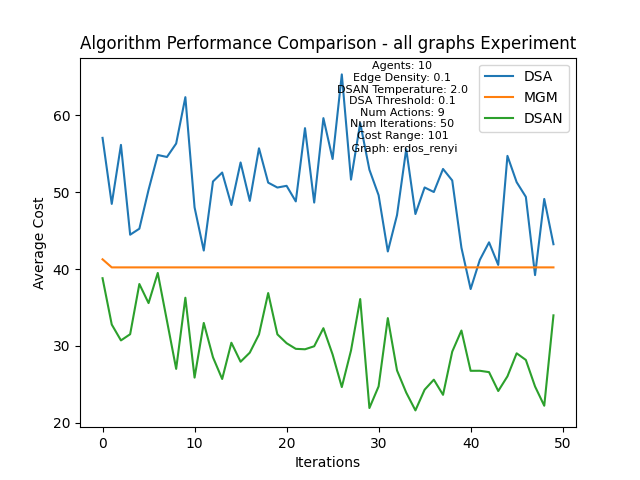 Algorithm Performance Comparison - all graphs Experiment
Agents: 10
Edge Density: 0.1
DSAN Temperature: 2.0
DSA Threshold: 0.1
Num Actions: 9
Num Iterations: 50
Cost Range: 101
Graph: erdos_renyi
DSA
MGM
DSAN
Average Cost
60
50
40
30
20
0
10
20
30
40
50
Iterations